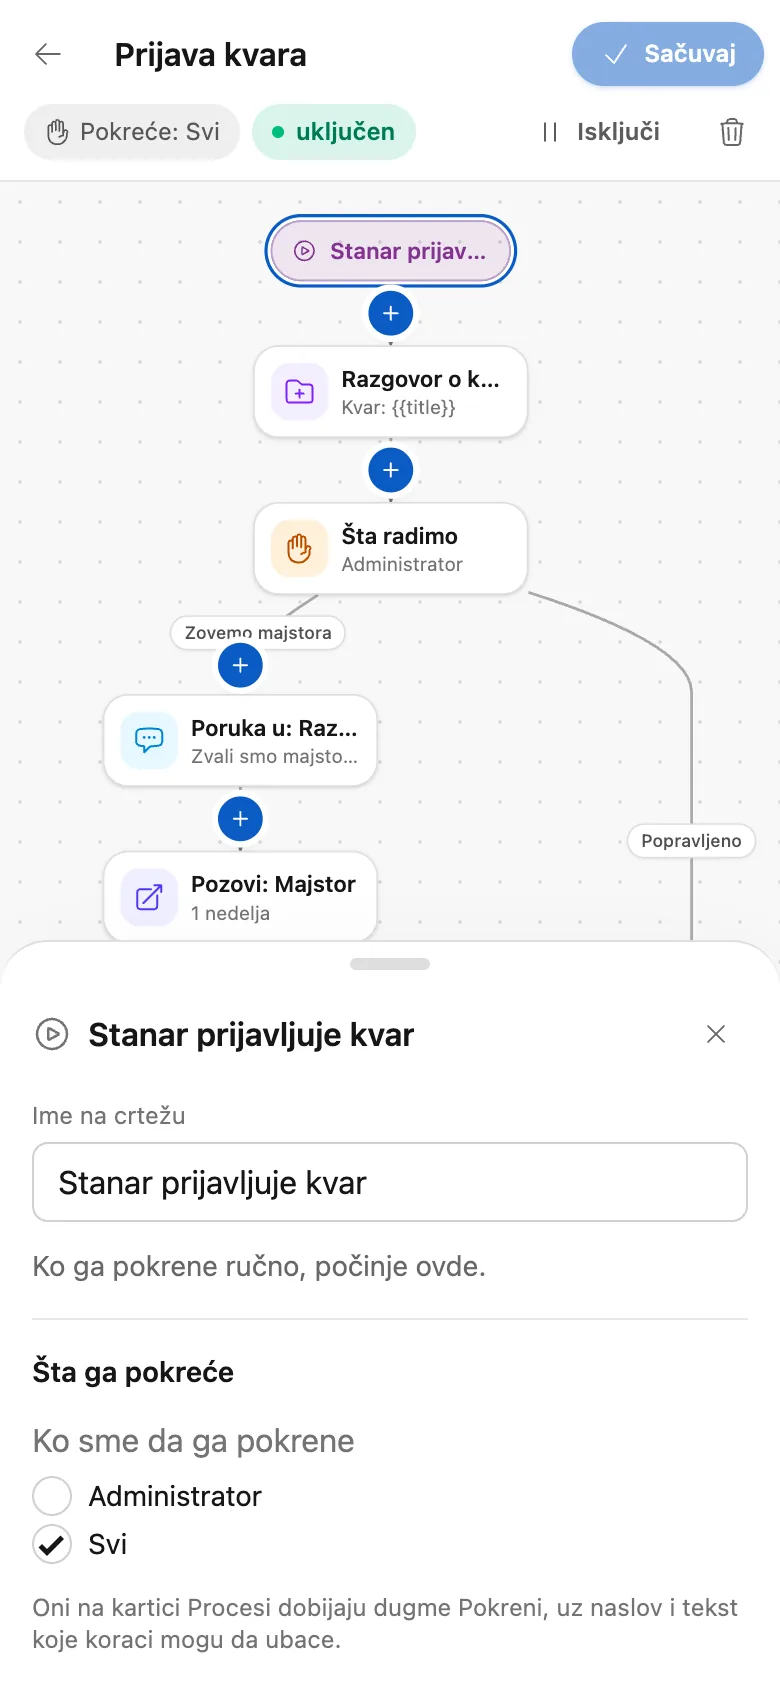 Prijava kvara
Sačuvaj
Pokreće: Svi
uključen
Isključi
Stanar prijav...
Razgovor o k...
Kvar: {{title}}
Šta radimo
Administrator
Zovemo majstora
Poruka u: Raz...
Zvali smo majsto...
Popravljeno
Pozovi: Majstor
1 nedelja
Stanar prijavljuje kvar
Ime na crtežu
Stanar prijavljuje kvar
Ko ga pokrene ručno, počinje ovde.
Šta ga pokreće
Ko sme da ga pokrene
Administrator
Svi
Oni na kartici Procesi dobijaju dugme Pokreni, uz naslov i tekst
koje koraci mogu da ubace.